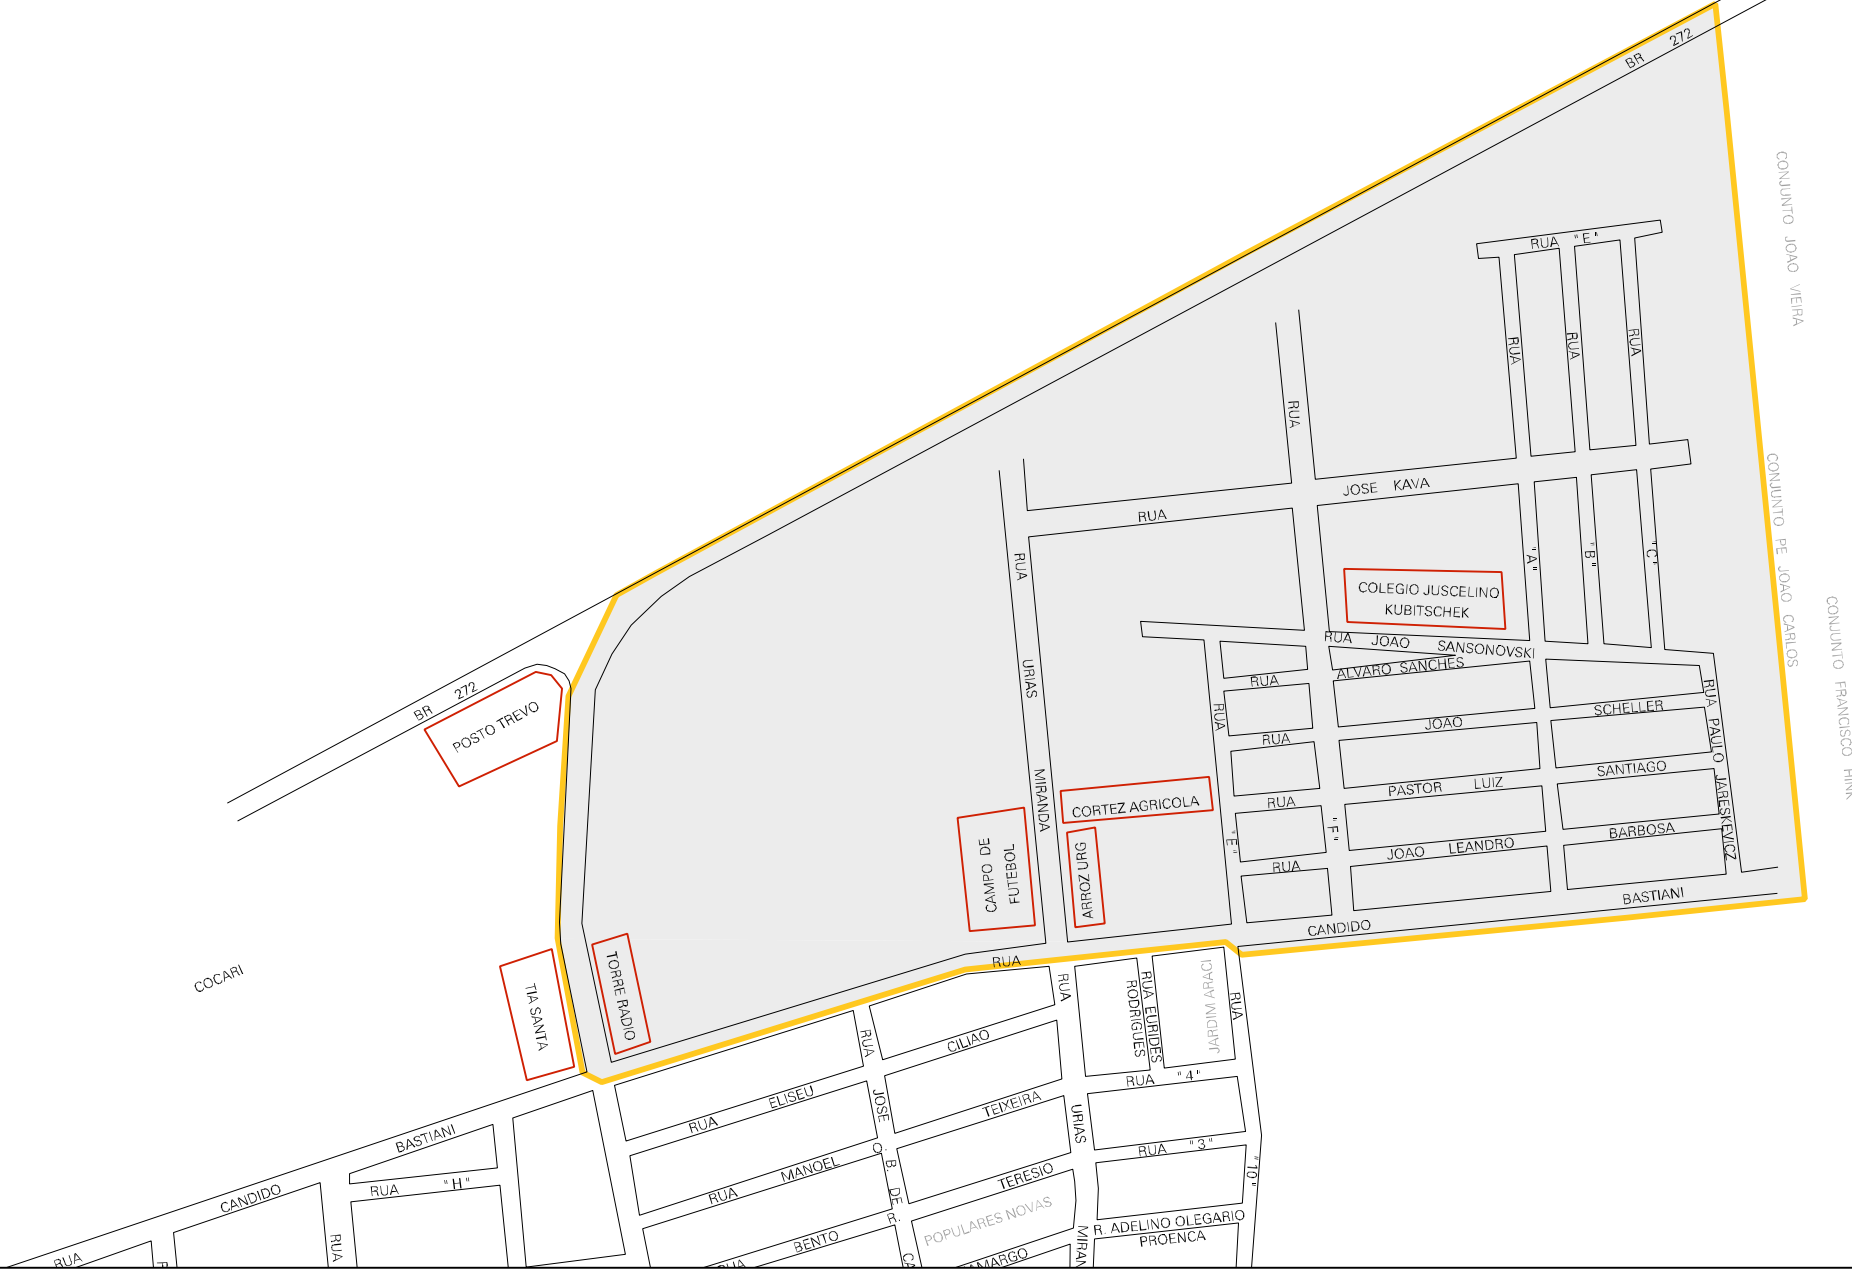 BR 272
CONJUNTO JOAO VIEIRA
RUA "E"
RUA
RUA
RUA
RUA
JOSE KAVA
RUA
CONJUNTO PE JOAO CARLOS
RUA
"A"
"B"
"C"
COLEGIO JUSCELINO
KUBITSCHEK
CONJUNTO FRANCISCO
RUA JOAO SANSONOVSKI
ALVARO SANCHES
RUA
URIAS
RUA
RUA PAULO JARESKEVICZ
SCHELLER
JOAO
RUA
BR 272
POSTO TREVO
SANTIAGO
PASTOR LUIZ
RUA
MIRANDA
CORTEZ AGRICOLA
"E"
"F"
BARBOSA
JOAO LEANDRO
RUA
CAMPO DE
FUTEBOL
ARROZ URG
BASTIANI
CANDIDO
RUA
COCARI
TIA SANTA
TORRE RADIO
RUA
RUA EURIDES
RODRIGUES
JARDIM ARACI
RUA
RUA
CILIAO
RUA "4"
ELISEU
RUA
JOSE
TEIXEIRA
URIAS
BASTIANI
RUA "3"
"10"
O. B. DE R.
MANOEL
RUA
TERESIO
RUA "H"
CANDIDO
POPULARES NOVAS
R. ADELINO OLEGARIO
PROENCA
BENTO
RUA
RUA